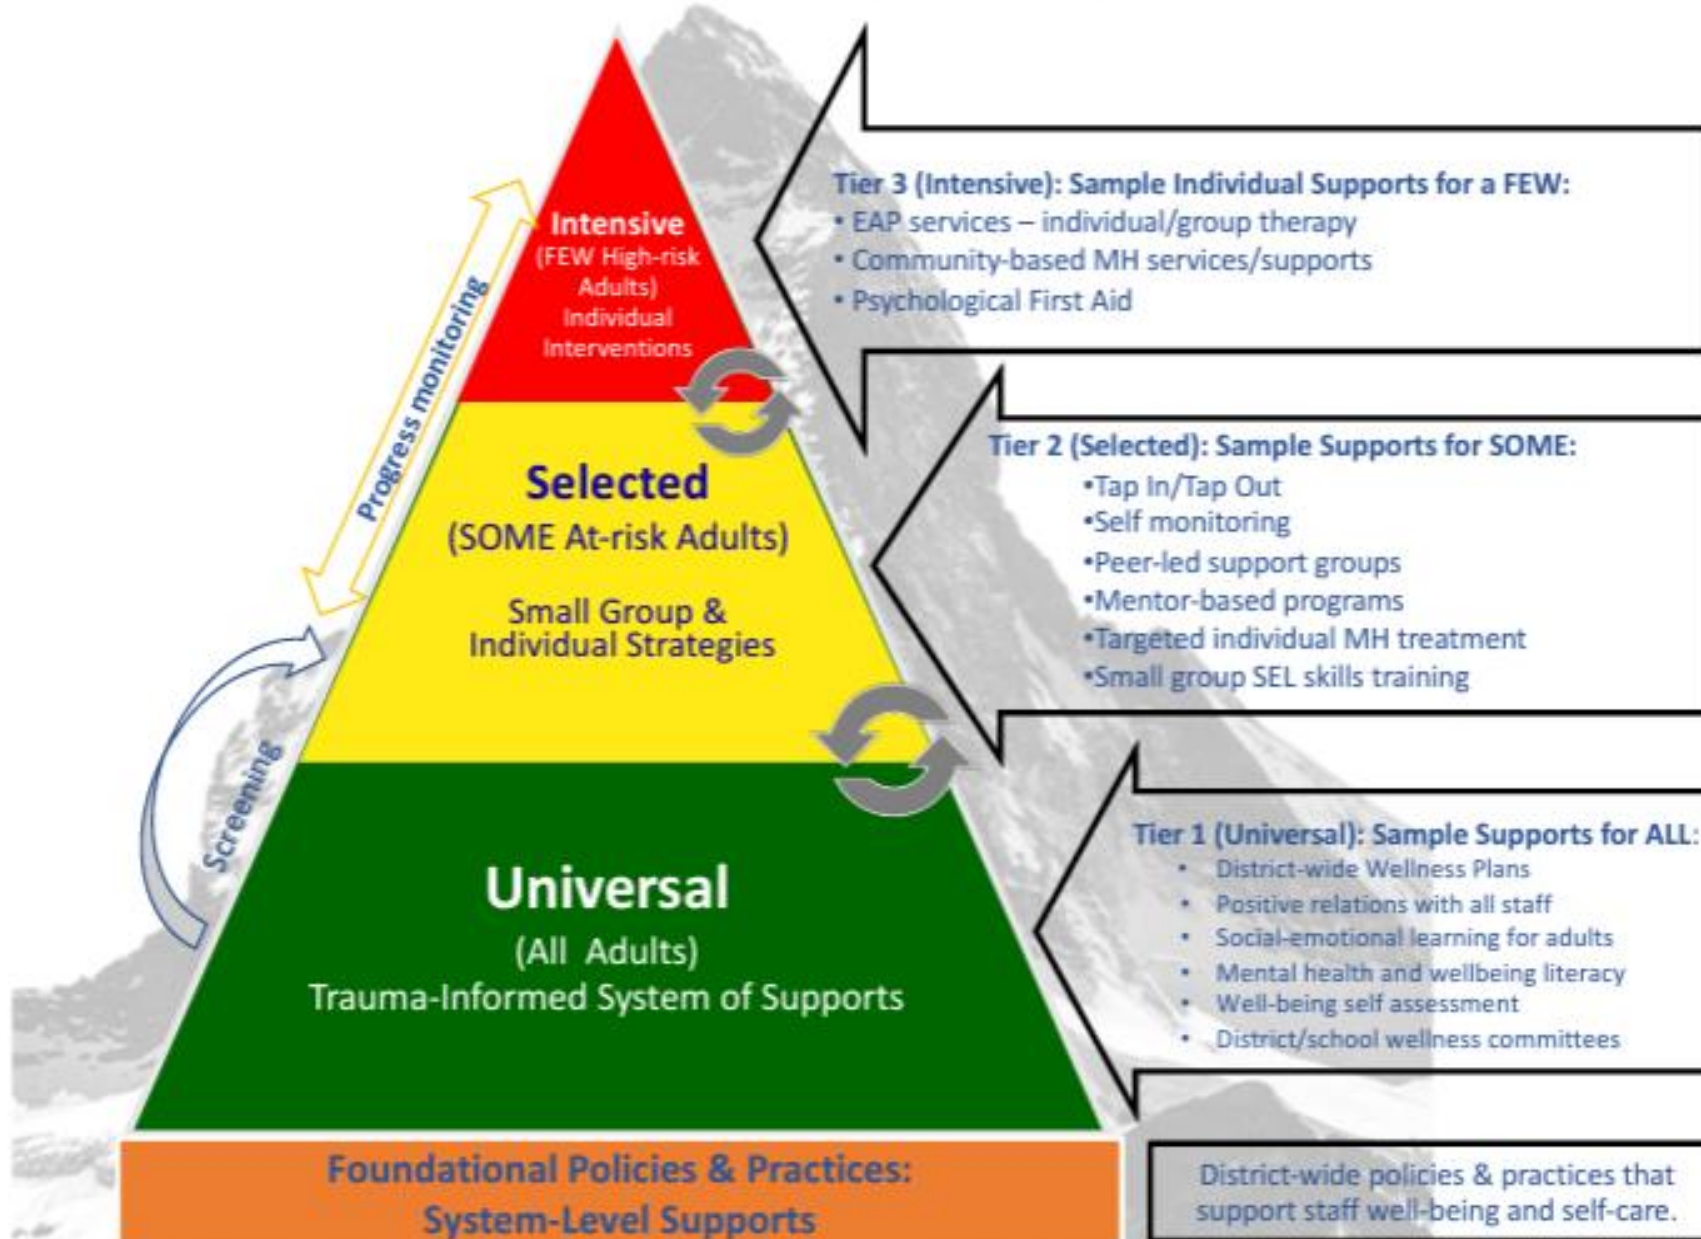 Intensive
(FEW High-risk
Adults)
Individual
Interventions
Progress monitoring
Selected
(SOME At-risk Adults)
Small Group &
Individual Strategies
Screening
Universal
(All Adults)
Trauma-Informed System of Supports
Foundational Policies & Practices:
System-Level Supports
Tier 3 (Intensive): Sample Individual Supports for a FEW:
• EAP services – individual/group therapy
• Community-based MH services/supports
• Psychological First Aid
Tier 2 (Selected): Sample Supports for SOME:
•Tap In/Tap Out
•Self monitoring
•Peer-led support groups
•Mentor-based programs
•Targeted individual MH treatment
•Small group SEL skills training
Tier 1 (Universal): Sample Supports for ALL:
• District-wide Wellness Plans
• Positive relations with all staff
• Social-emotional learning for adults
• Mental health and wellbeing literacy
• Well-being self assessment
• District/school wellness committees
District-wide policies & practices that
support staff well-being and self-care.